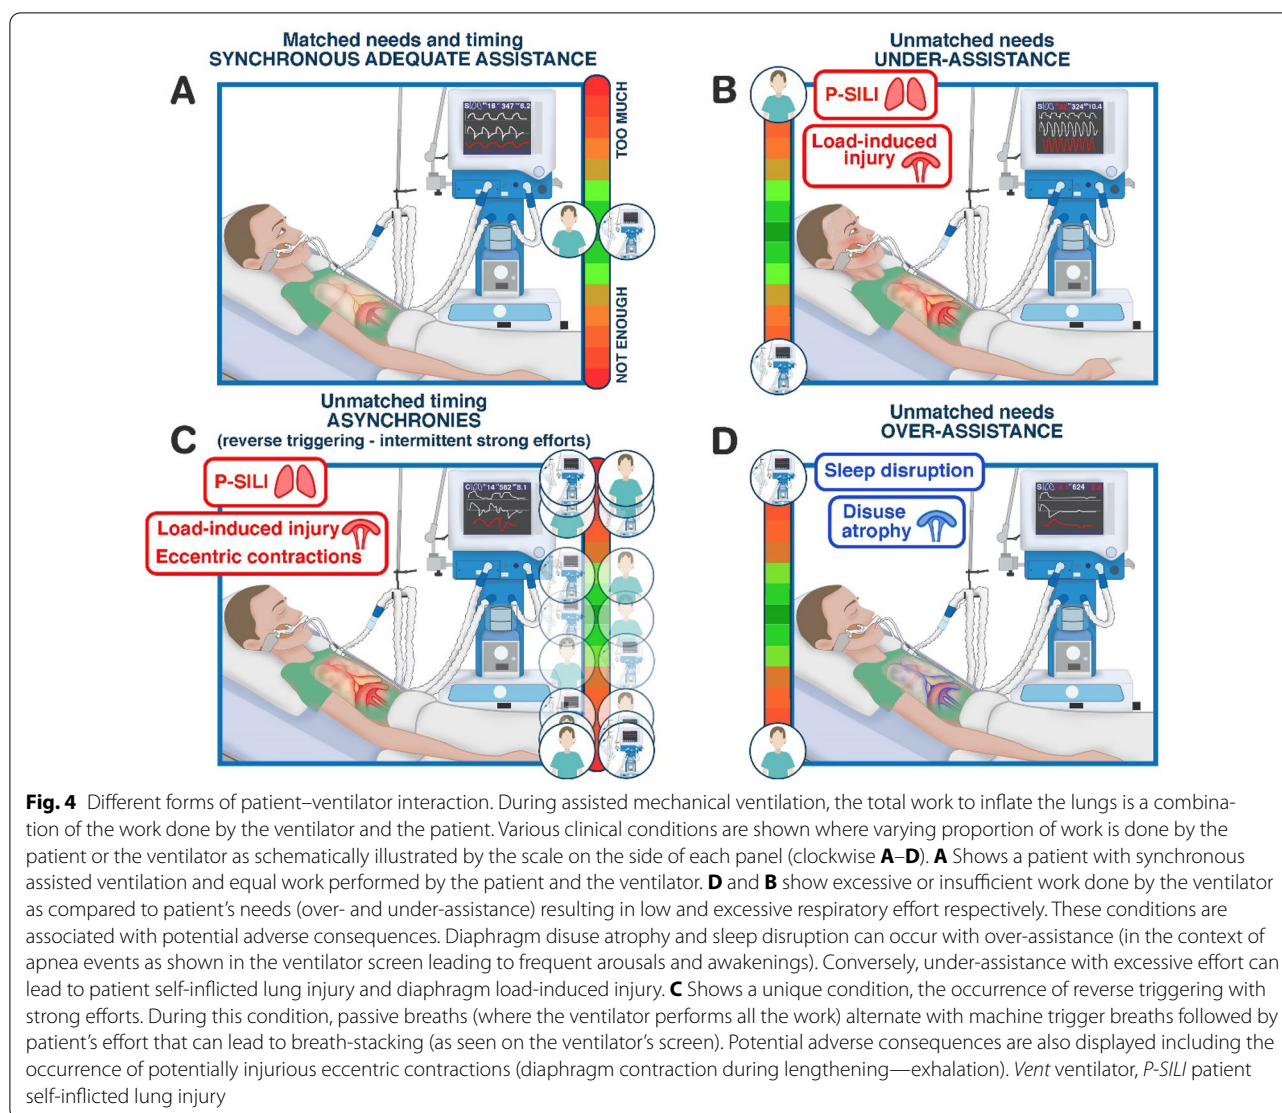 Matched needs and timing
SYNCHRONOUS ADEQUATE ASSISTANCE
A
TOO MUCH
NOT ENOUGH
18 347 6.2
Unmatched needs
UNDER-ASSISTANCE
B
P-SILI
Load-induced
injury
324 10.4
Unmatched timing
ASYNCHRONIES
(reverse triggering - intermittent strong efforts)
C
P-SILI
Load-induced injury
Eccentric contractions
14 582 8.1
Unmatched needs
OVER-ASSISTANCE
D
Sleep disruption
Disuse
atrophy
624
Fig. 4 Different forms of patient–ventilator interaction. During assisted mechanical ventilation, the total work to inflate the lungs is a combina-
tion of the work done by the ventilator and the patient. Various clinical conditions are shown where varying proportion of work is done by the
patient or the ventilator as schematically illustrated by the scale on the side of each panel (clockwise A–D). A Shows a patient with synchronous
assisted ventilation and equal work performed by the patient and the ventilator. D and B show excessive or insufficient work done by the ventilator
as compared to patient's needs (over- and under-assistance) resulting in low and excessive respiratory effort respectively. These conditions are
associated with potential adverse consequences. Diaphragm disuse atrophy and sleep disruption can occur with over-assistance (in the context of
apnea events as shown in the ventilator screen leading to frequent arousals and awakenings). Conversely, under-assistance with excessive effort can
lead to patient self-inflicted lung injury and diaphragm load-induced injury. C Shows a unique condition, the occurrence of reverse triggering with
strong efforts. During this condition, passive breaths (where the ventilator performs all the work) alternate with machine trigger breaths followed by
patient's effort that can lead to breath-stacking (as seen on the ventilator's screen). Potential adverse consequences are also displayed including the
occurrence of potentially injurious eccentric contractions (diaphragm contraction during lengthening—exhalation). Vent ventilator, P-SILI patient
self-inflicted lung injury